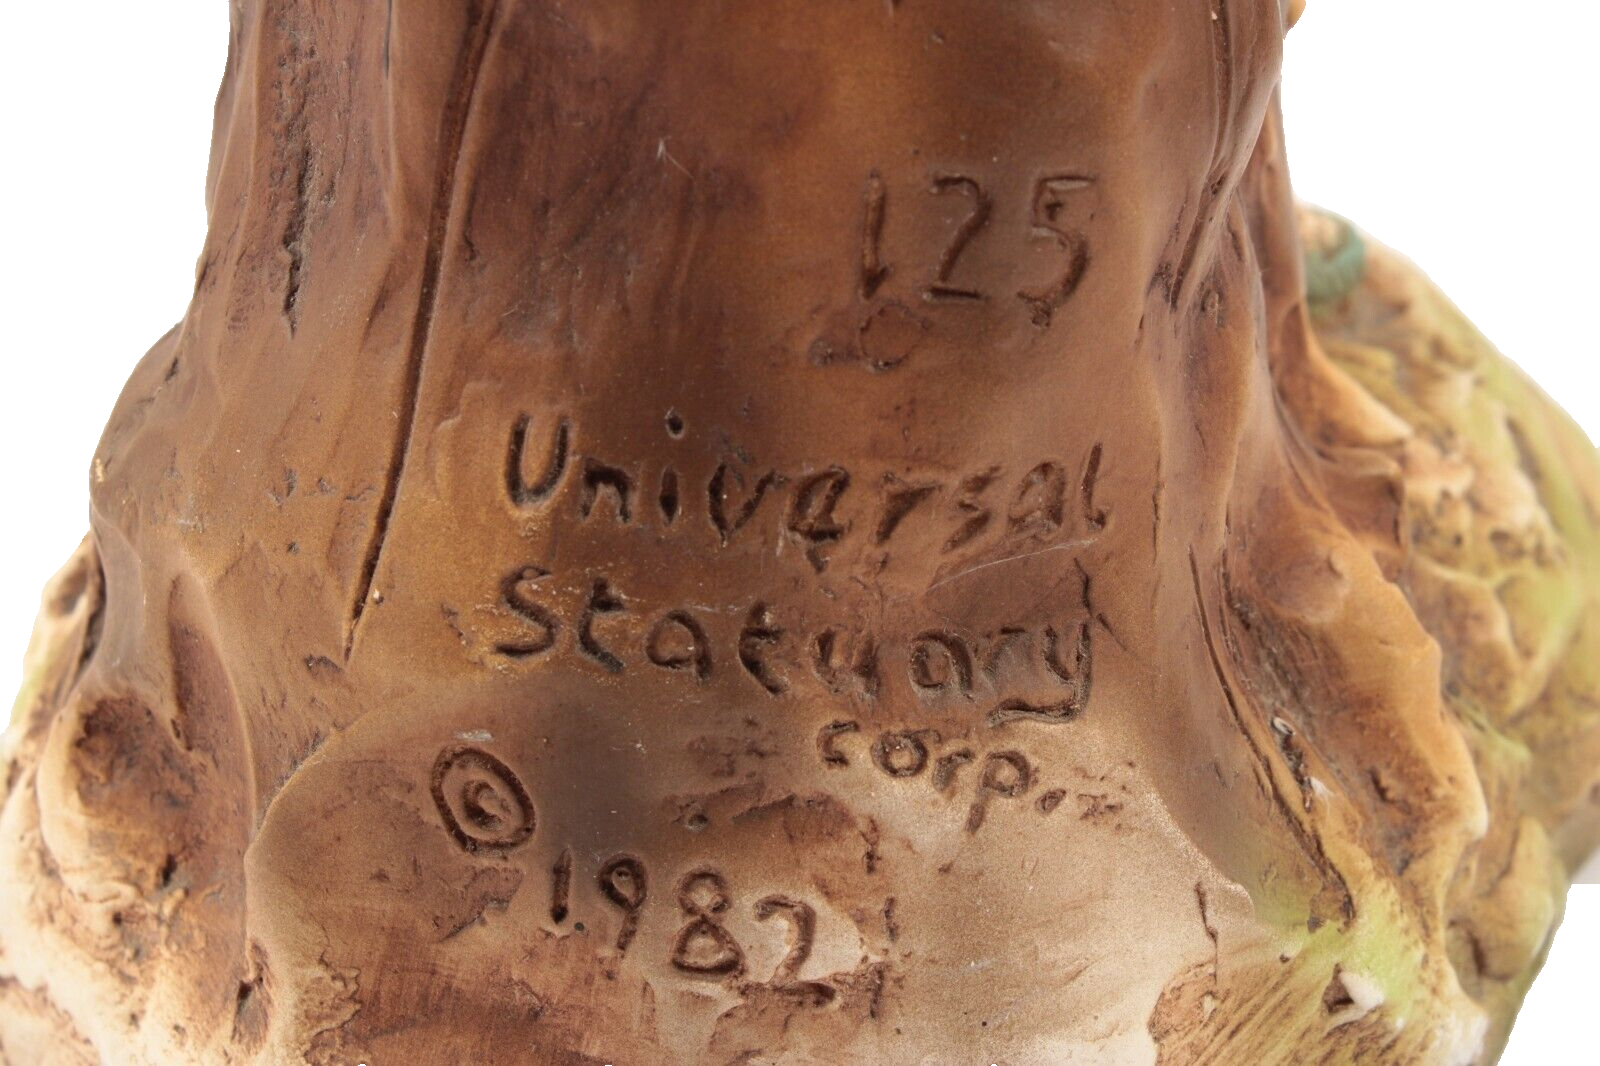 125
Universal
Statuary
corp.
© 1982